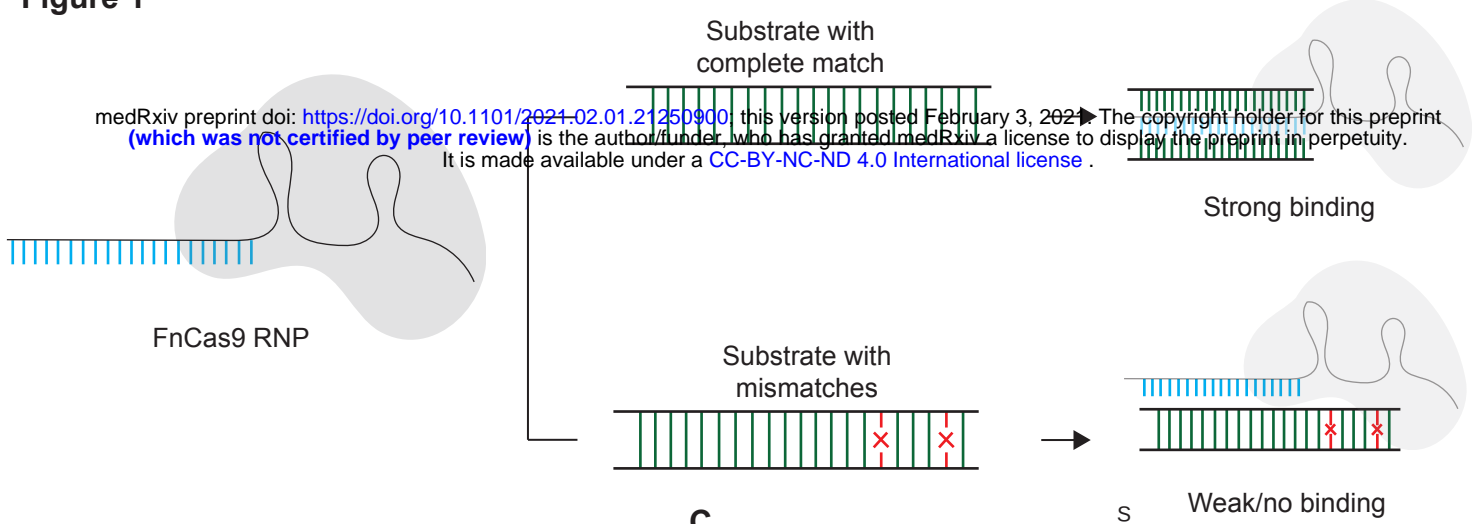 Figure 1
Substrate with
complete match
medRxiv preprint doi: https://doi.org/10.1101/2021.02.01.21250900; this version posted February 3, 2021. The copyright holder for this preprint
(which was not certified by peer review) is the author/funder, who has granted medRxiv a license to display the preprint in perpetuity.
It is made available under a CC-BY-NC-ND 4.0 International license .
Strong binding
FnCas9 RNP
Substrate with
mismatches
Weak/no binding
C
S